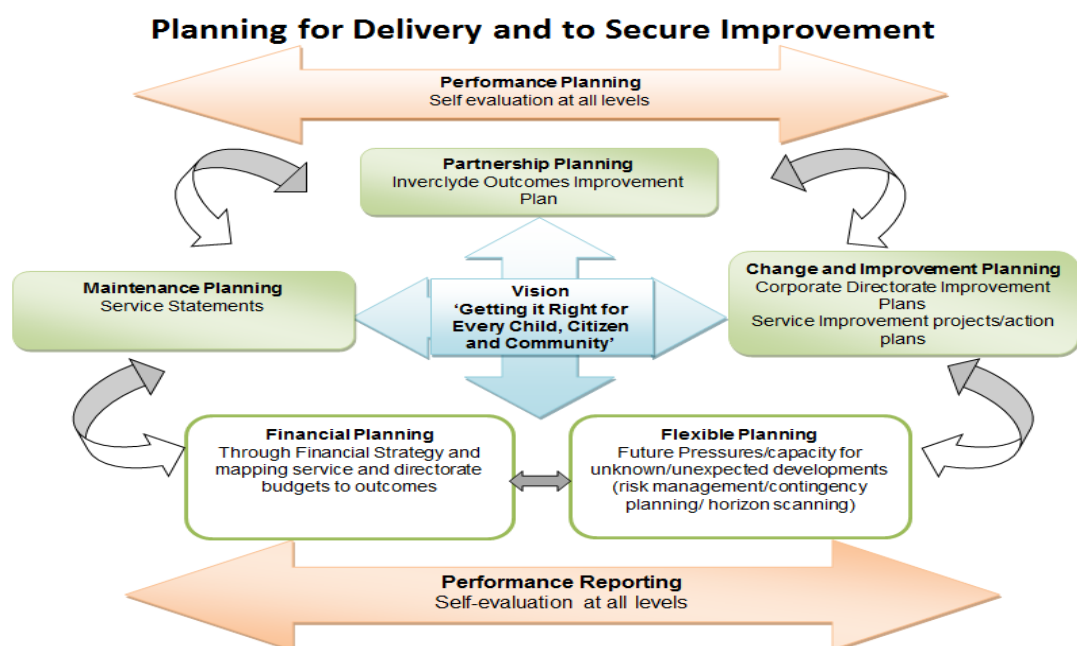 Planning for Delivery and to Secure Improvement
Performance Planning
Self evaluation at all levels
Partnership Planning
Inverclyde Outcomes Improvement
Plan
Maintenance Planning
Service Statements
Vision
‘Getting it Right for
Every Child, Citizen
and Community’
Change and Improvement Planning
Corporate Directorate Improvement
Plans
Service Improvement projects/action
plans
Financial Planning
Through Financial Strategy and
mapping service and directorate
budgets to outcomes
Flexible Planning
Future Pressures/capacity for
unknown/unexpected developments
(risk management/contingency
planning/ horizon scanning)
Performance Reporting
Self-evaluation at all levels